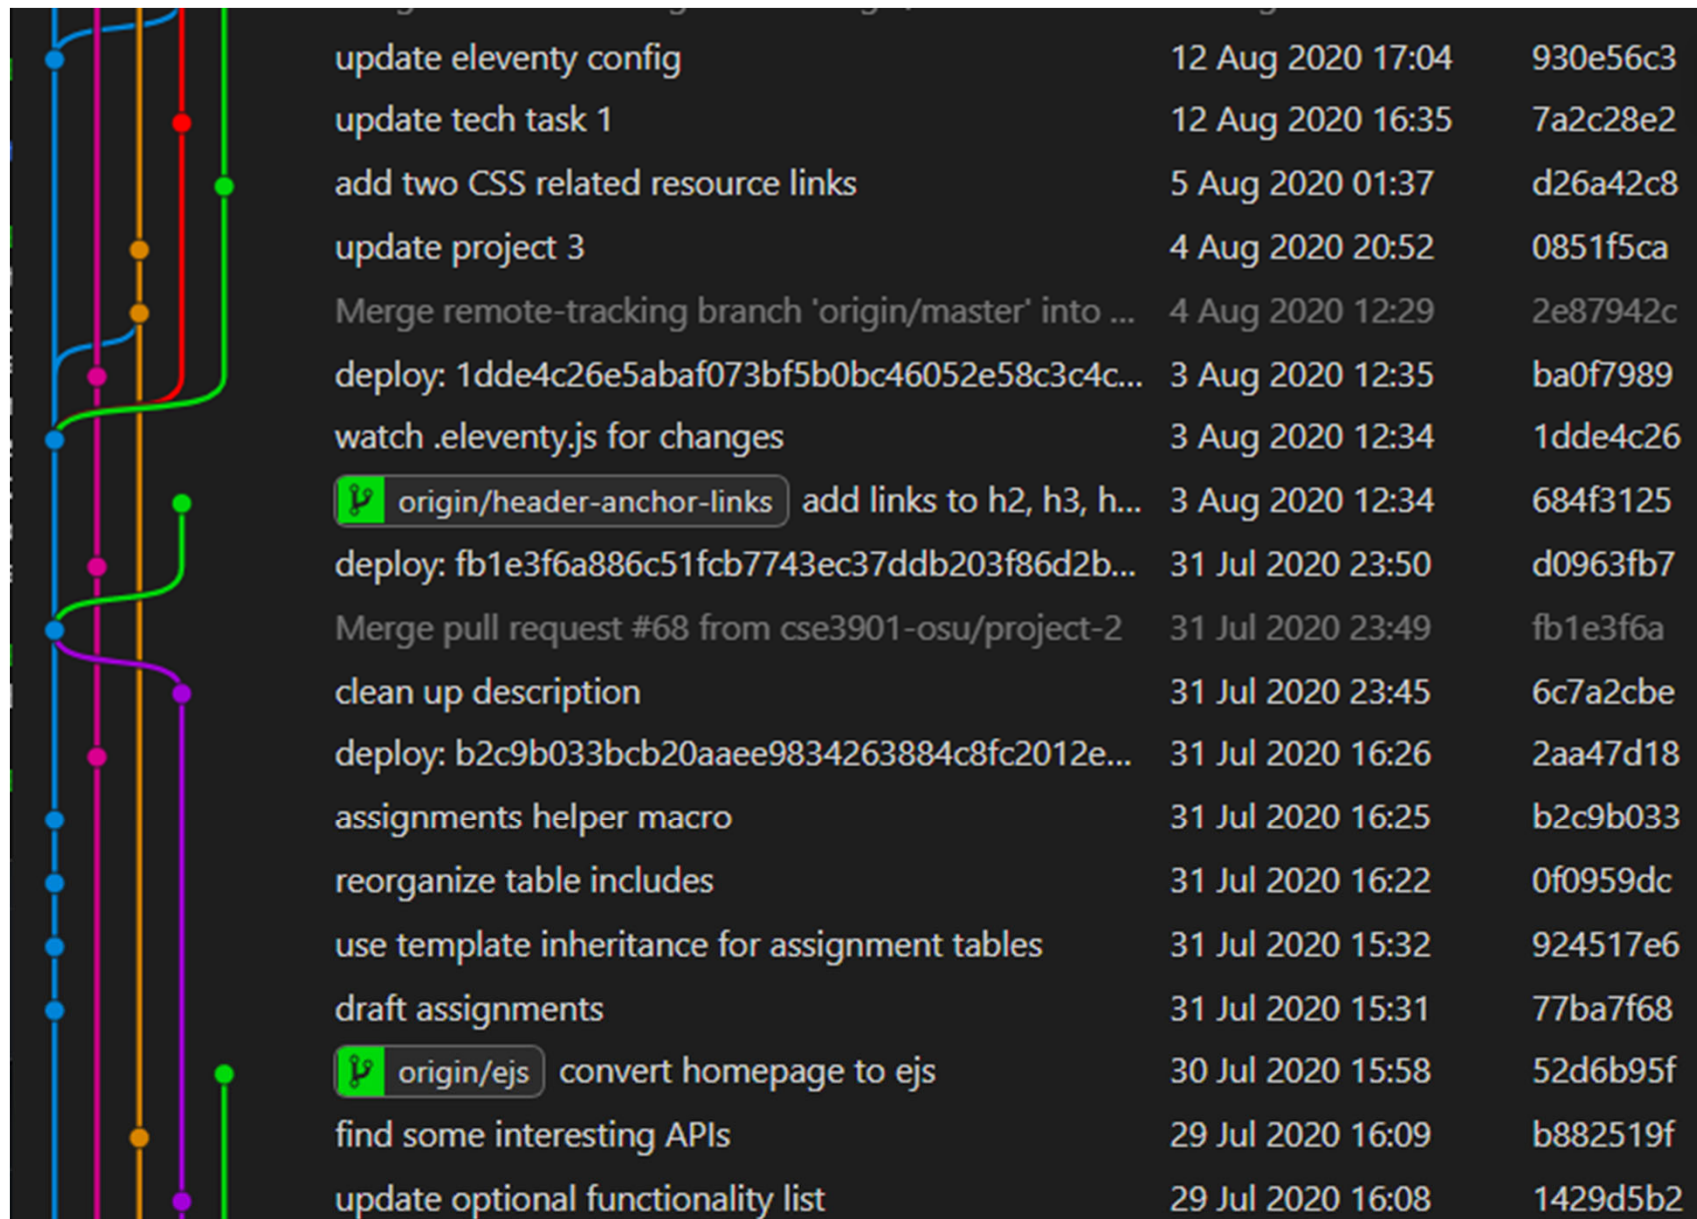 update eleventy config 12 Aug 2020 17:04 930e56c3
update tech task 1 12 Aug 2020 16:35 7a2c28e2
add two CSS related resource links 5 Aug 2020 01:37 d26a42c8
update project 3 4 Aug 2020 20:52 0851f5ca
Merge remote-tracking branch 'origin/master' into ... 4 Aug 2020 12:29 2e87942c
deploy: 1dde4c26e5abaf073bf5b0bc46052e58c3c4c... 3 Aug 2020 12:35 ba0f7989
watch .eleventy.js for changes 3 Aug 2020 12:34 1dde4c26
origin/header-anchor-links add links to h2, h3, h... 3 Aug 2020 12:34 684f3125
deploy: fb1e3f6a886c51fcb7743ec37ddb203f86d2b... 31 Jul 2020 23:50 d0963fb7
Merge pull request #68 from cse3901-osu/project-2 31 Jul 2020 23:49 fb1e3f6a
clean up description 31 Jul 2020 23:45 6c7a2cbe
deploy: b2c9b033bcb20aaee9834263884c8fc2012e... 31 Jul 2020 16:26 2aa47d18
assignments helper macro 31 Jul 2020 16:25 b2c9b033
reorganize table includes 31 Jul 2020 16:22 0f0959dc
use template inheritance for assignment tables 31 Jul 2020 15:32 924517e6
draft assignments 31 Jul 2020 15:31 77ba7f68
origin/ejs convert homepage to ejs 30 Jul 2020 15:58 52d6b95f
find some interesting APIs 29 Jul 2020 16:09 b882519f
update optional functionality list 29 Jul 2020 16:08 1429d5b2